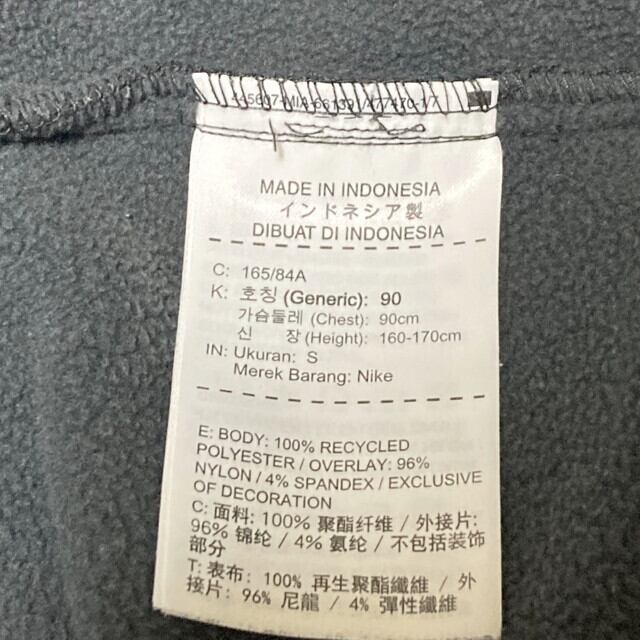 MADE IN INDONESIA
インドネシア製
DIBUAT DI INDONESIA
C: 165/84A
K: 호칭 (Generic): 90
가슴둘레 (Chest): 90cm
신 장 (Height): 160-170cm
IN: Ukuran: S
Merek Barang: Nike
E: BODY: 100% RECYCLED
POLYESTER / OVERLAY: 96%
NYLON / 4% SPANDEX / EXCLUSIVE
OF DECORATION
C: 面料: 100% 聚酯纤维 / 外接片:
96% 锦纶 / 4% 氨纶 / 不包括装饰
部分
T: 表布: 100% 再生聚酯纖維 / 外
接片: 96% 尼龍 / 4% 彈性纖維